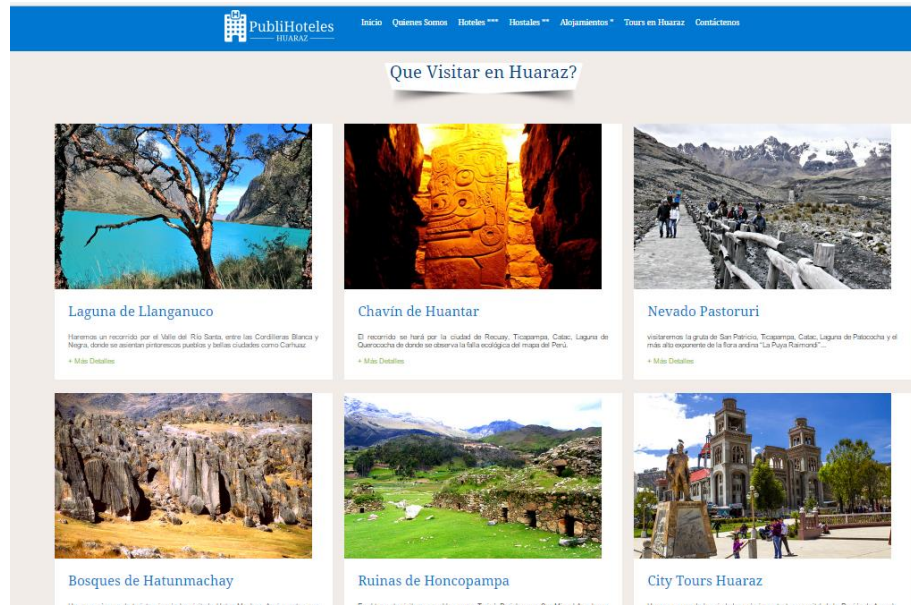 PubliHoteles
HUARAZ
Inicio Quienes Somos Hoteles *** Hostales ** Alojamientos * Tours en Huaraz Contáctenos
Que Visitar en Huaraz?
Laguna de Llanganuco
Haremos un recorrido por el Valle del Río Santa, entre las Cordilleras Blanca y
Negra, donde se asientan pintorescos pueblos y bellas ciudades como Carhuaz
+ Más Detalles
Chavín de Huantar
El recorrido se hará por la ciudad de Recuay, Ticapampa, Catac, Laguna de
Querococha de donde se observa la falla ecológica del mapa del Perú.
+ Más Detalles
Nevado Pastoruri
visitaremos la gruta de San Patricio, Ticapampa, Catac, Laguna de Patococha y el
más alto exponente de la flora andina "La Puya Raimondi"...
+ Más Detalles
Bosques de Hatunmachay
Ruinas de Honcopampa
City Tours Huaraz